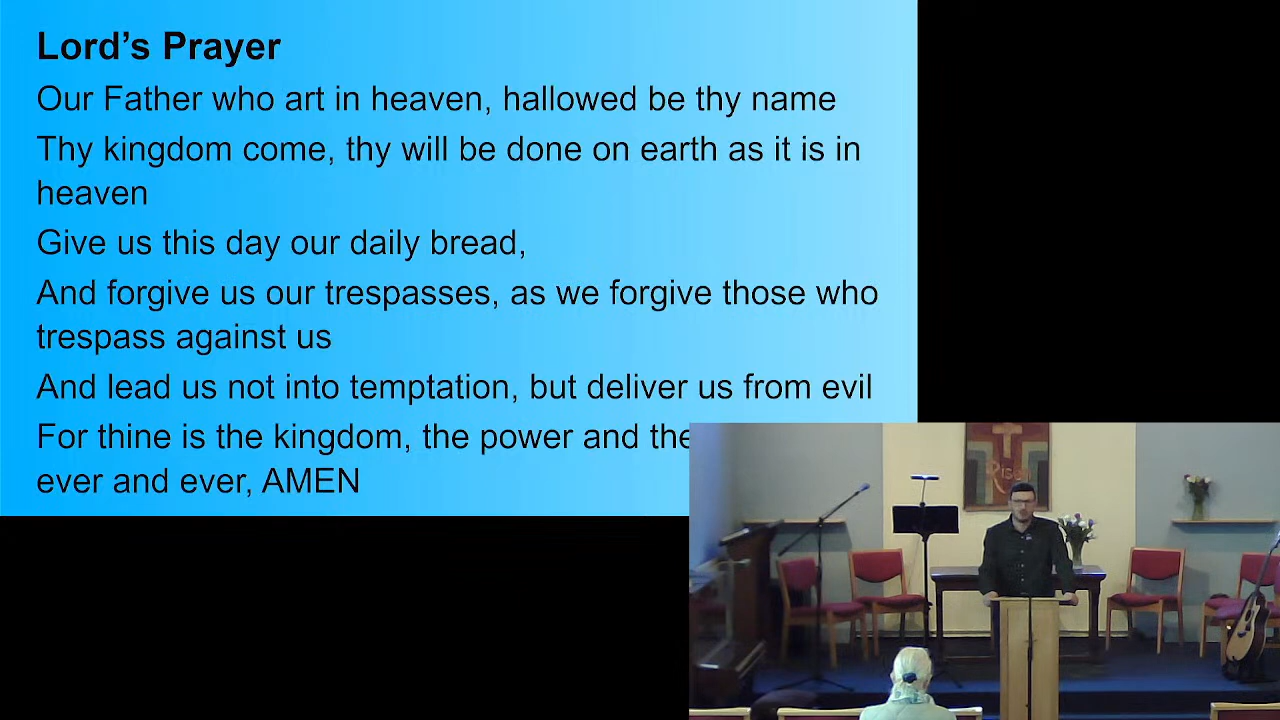 Lord’s Prayer
Our Father who art in heaven, hallowed be thy name
Thy kingdom come, thy will be done on earth as it is in
heaven
Give us this day our daily bread,
And forgive us our trespasses, as we forgive those who
trespass against us
And lead us not into temptation, but deliver us from evil
For thine is the kingdom, the power and the
ever and ever, AMEN
Risen